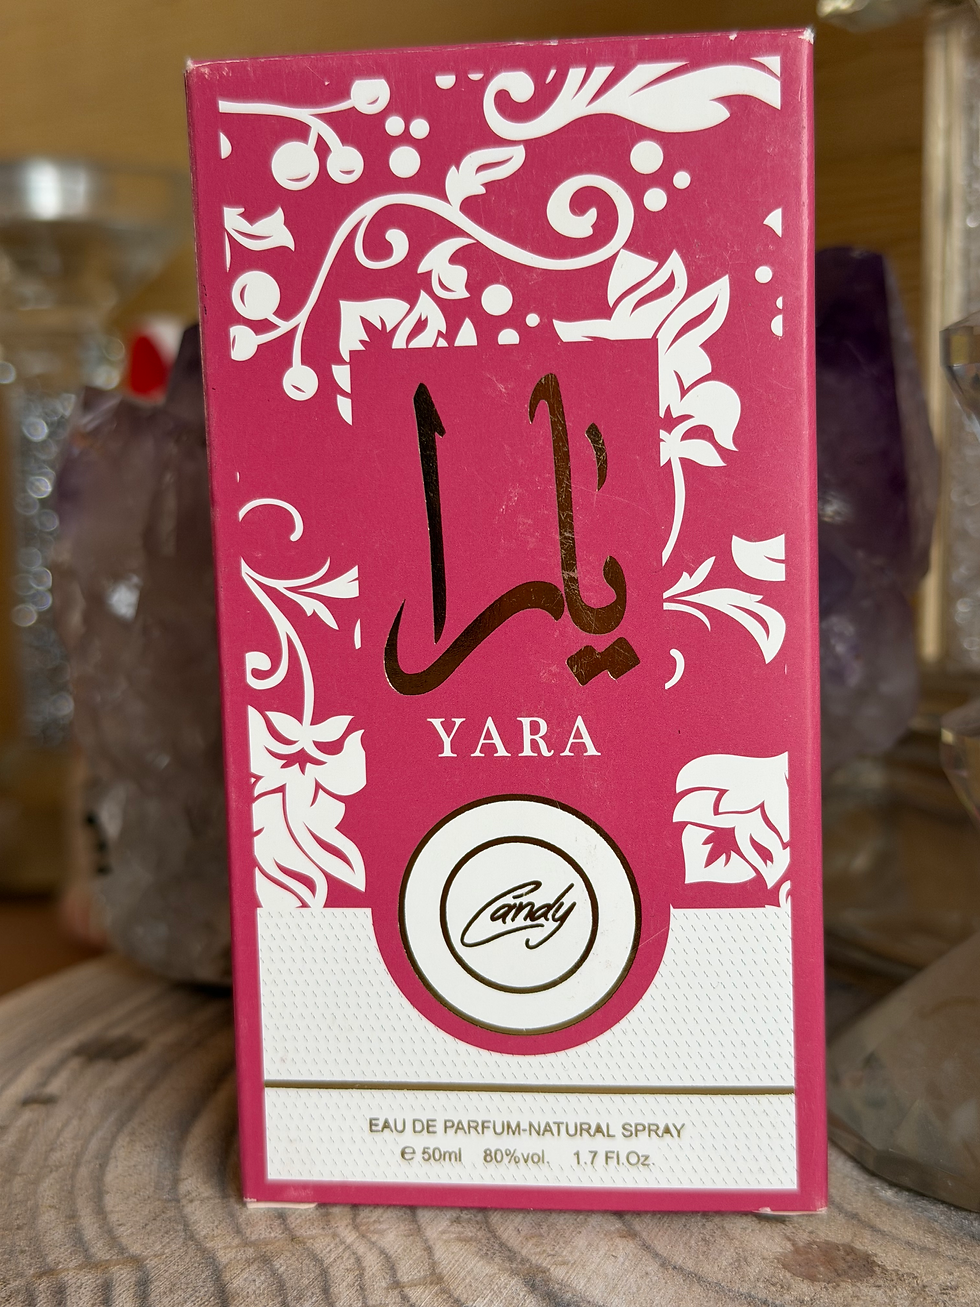 يارا
YARA
Candy
EAU DE PARFUM-NATURAL SPRAY
℮ 50ml 80%vol. 1.7 Fl.Oz.